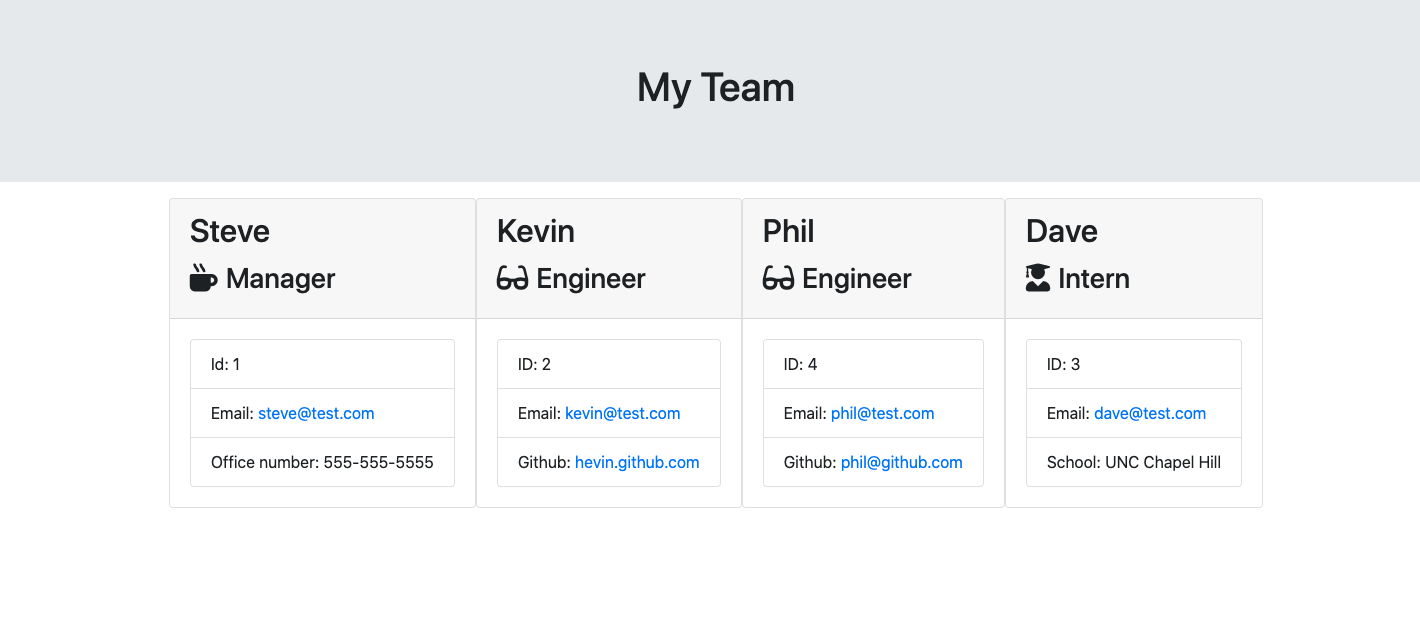 My Team
Steve
Manager
Id: 1
Email: steve@test.com
Office number: 555-555-5555
Kevin
Engineer
ID: 2
Email: kevin@test.com
Github: hevin.github.com
Phil
Engineer
ID: 4
Email: phil@test.com
Github: phil@github.com
Dave
Intern
ID: 3
Email: dave@test.com
School: UNC Chapel Hill